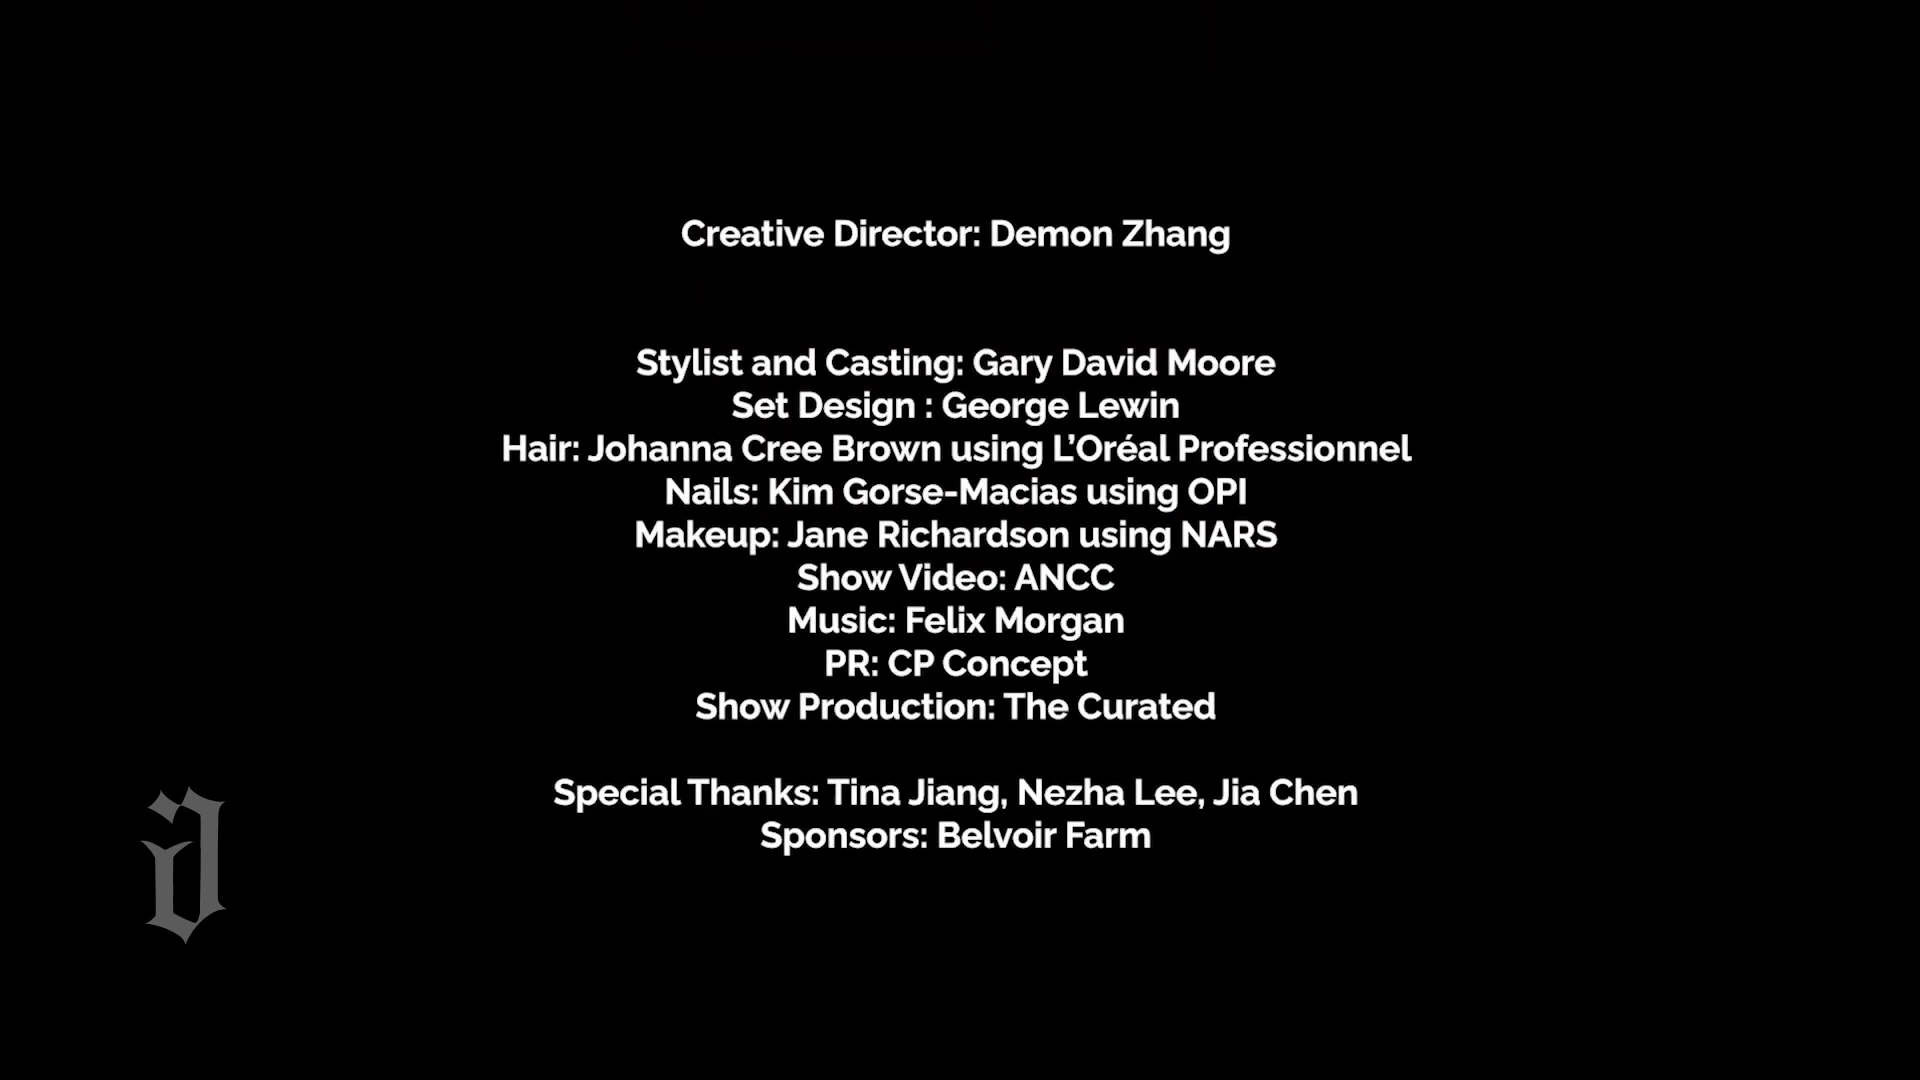 Creative Director: Demon Zhang
Stylist and Casting: Gary David Moore
Set Design : George Lewin
Hair: Johanna Cree Brown using L’Oréal Professionnel
Nails: Kim Gorse-Macias using OPI
Makeup: Jane Richardson using NARS
Show Video: ANCC
Music: Felix Morgan
PR: CP Concept
Show Production: The Curated
Special Thanks: Tina Jiang, Nezha Lee, Jia Chen
Sponsors: Belvoir Farm